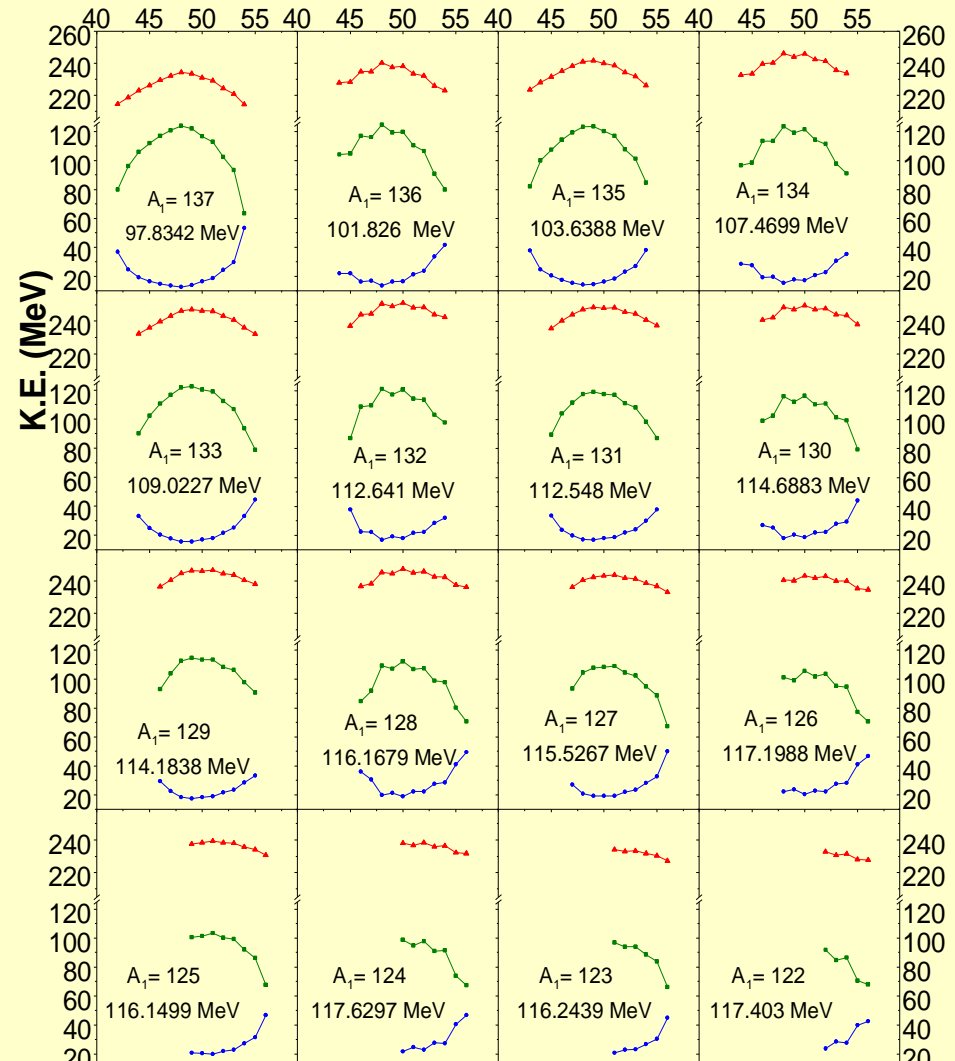 40 45 50 55 40 45 50 55 40 45 50 55 40 45 50 55
K.E. (MeV)
260
240
220
120
100
80
60
40
20
A1= 137
97.8342 MeV
A1= 136
101.826 MeV
A1= 135
103.6388 MeV
A1= 134
107.4699 MeV
260
240
220
120
100
80
60
40
20
240
220
120
100
80
60
40
20
A1= 133
109.0227 MeV
A1= 132
112.641 MeV
A1= 131
112.548 MeV
A1= 130
114.6883 MeV
240
220
120
100
80
60
40
20
240
220
120
100
80
60
40
20
A1= 129
114.1838 MeV
A1= 128
116.1679 MeV
A1= 127
115.5267 MeV
A1= 126
117.1988 MeV
240
220
120
100
80
60
40
20
240
220
120
100
80
60
40
20
A1= 125
116.1499 MeV
A1= 124
117.6297 MeV
A1= 123
116.2439 MeV
A1= 122
117.403 MeV
240
220
120
100
80
60
40
20